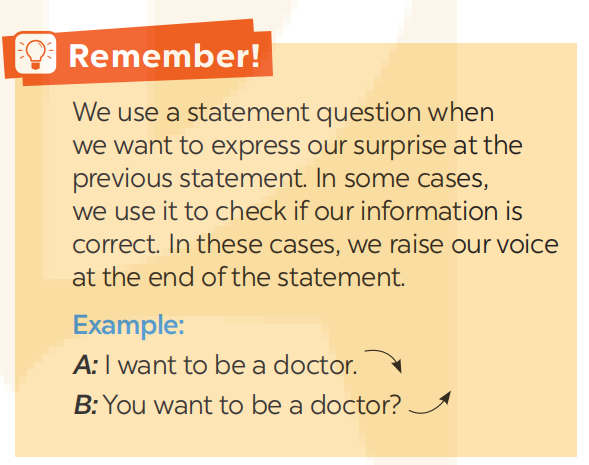 Remember!
We use a statement question when
we want to express our surprise at the
previous statement. In some cases,
we use it to check if our information is
correct. In these cases, we raise our voice
at the end of the statement.
Example:
A: I want to be a doctor.
B: You want to be a doctor?